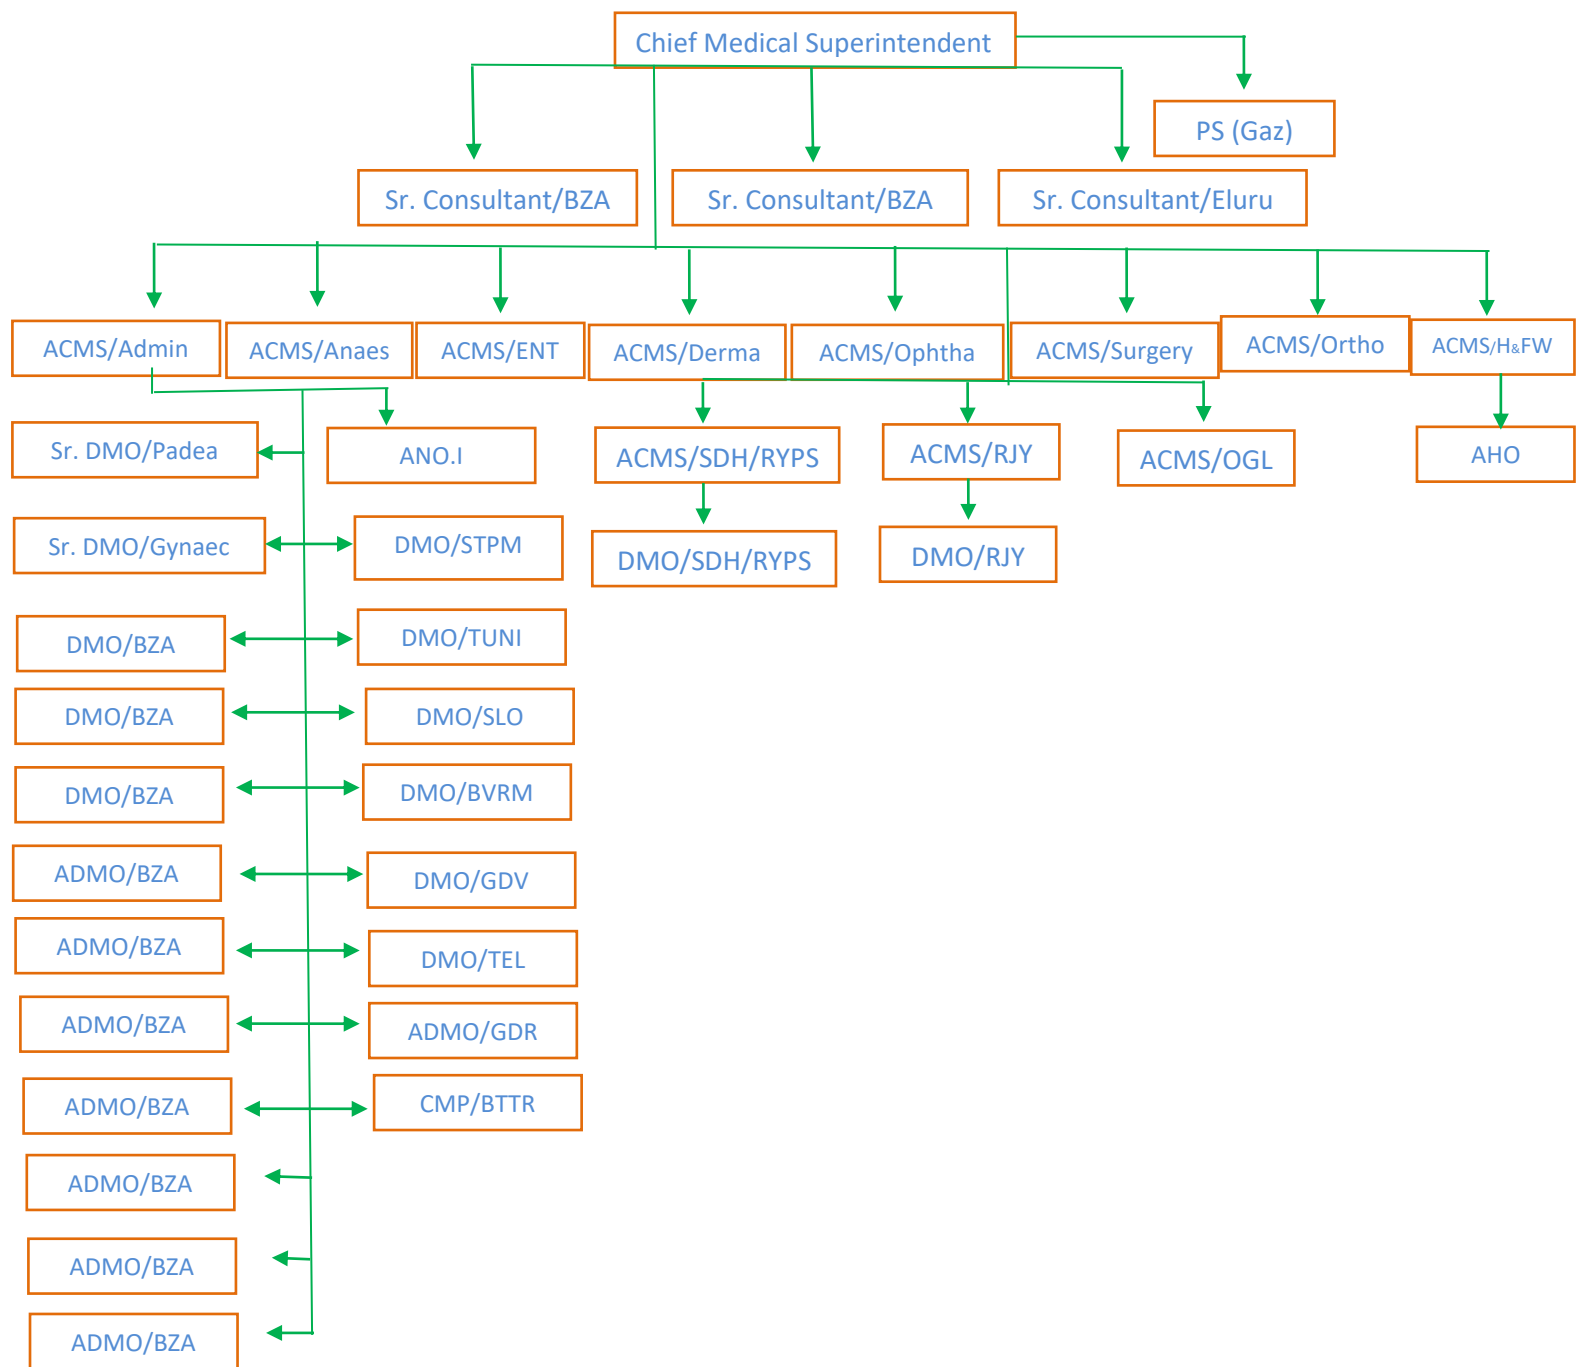 Chief Medical Superintendent
PS (Gaz)
Sr. Consultant/BZA
Sr. Consultant/BZA
Sr. Consultant/Eluru
ACMS/Admin
ACMS/Anaes
ACMS/ENT
ACMS/Derma
ACMS/Ophtha
ACMS/Surgery
ACMS/Ortho
ACMS/H&FW
Sr. DMO/Padea
ANO.I
ACMS/SDH/RYPS
ACMS/RJY
ACMS/OGL
AHO
Sr. DMO/Gynaec
DMO/STPM
DMO/SDH/RYPS
DMO/RJY
DMO/BZA
DMO/TUNI
DMO/BZA
DMO/SLO
DMO/BZA
DMO/BVRM
ADMO/BZA
DMO/GDV
ADMO/BZA
DMO/TEL
ADMO/BZA
ADMO/GDR
ADMO/BZA
CMP/BTTR
ADMO/BZA
ADMO/BZA
ADMO/BZA